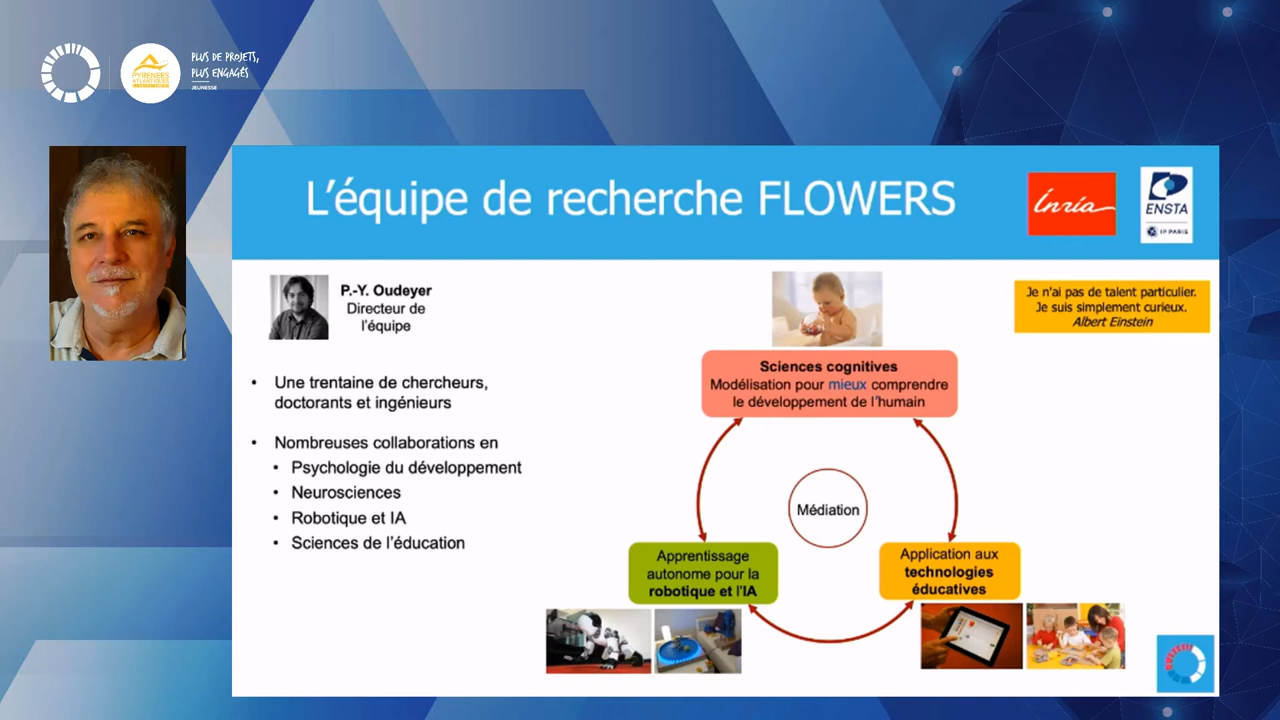 PLUS DE PROJETS,
PLUS ENGAGÉS
JEUNESSE
PYRÉNÉES
ATLANTIQUES
L'équipe de recherche FLOWERS
Inria
ENSTA
IP PARIS
P.-Y. Oudeyer
Directeur de
l'équipe
Je n'ai pas de talent particulier.
Je suis simplement curieux.
Albert Einstein
• Une trentaine de chercheurs,
doctorants et ingénieurs
• Nombreuses collaborations en
• Psychologie du développement
• Neurosciences
• Robotique et IA
• Sciences de l'éducation
Sciences cognitives
Modélisation pour mieux comprendre
le développement de l'humain
Médiation
Apprentissage
autonome pour la
robotique et l'IA
Application aux
technologies
éducatives